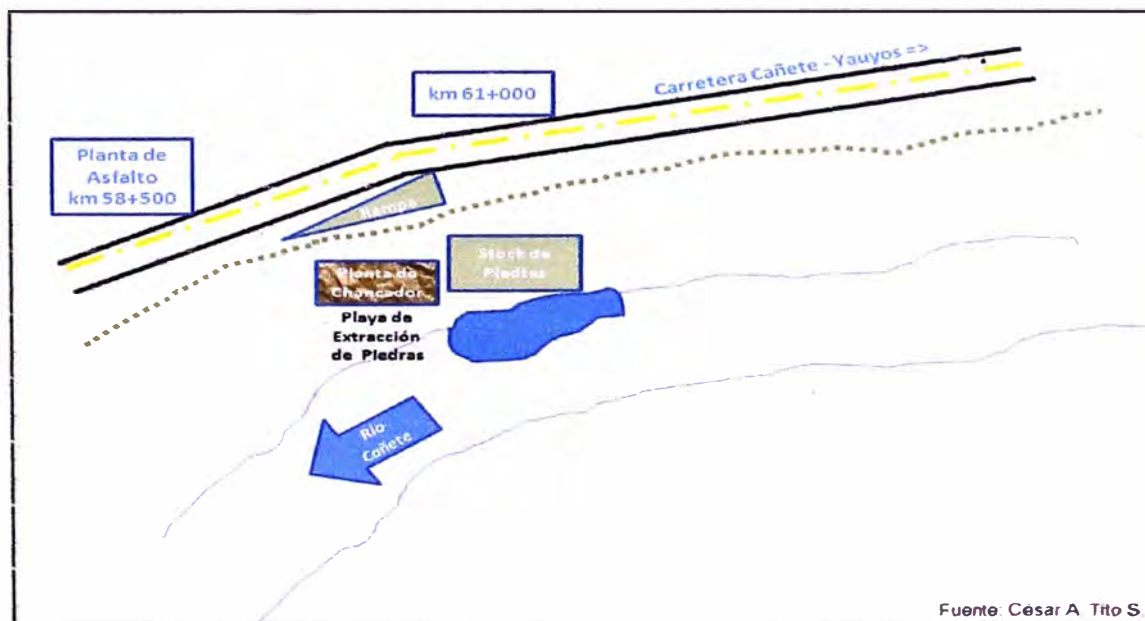 Carretera Cañete - Yauyos =>
km 61+000
Planta de
Asfalto
km 58+500
Rampa
Stock de
Piedras
Planta de
Chancador
Playa de
Extracción
de Piedras
Río
Cañete
Fuente: César A. Tito S.